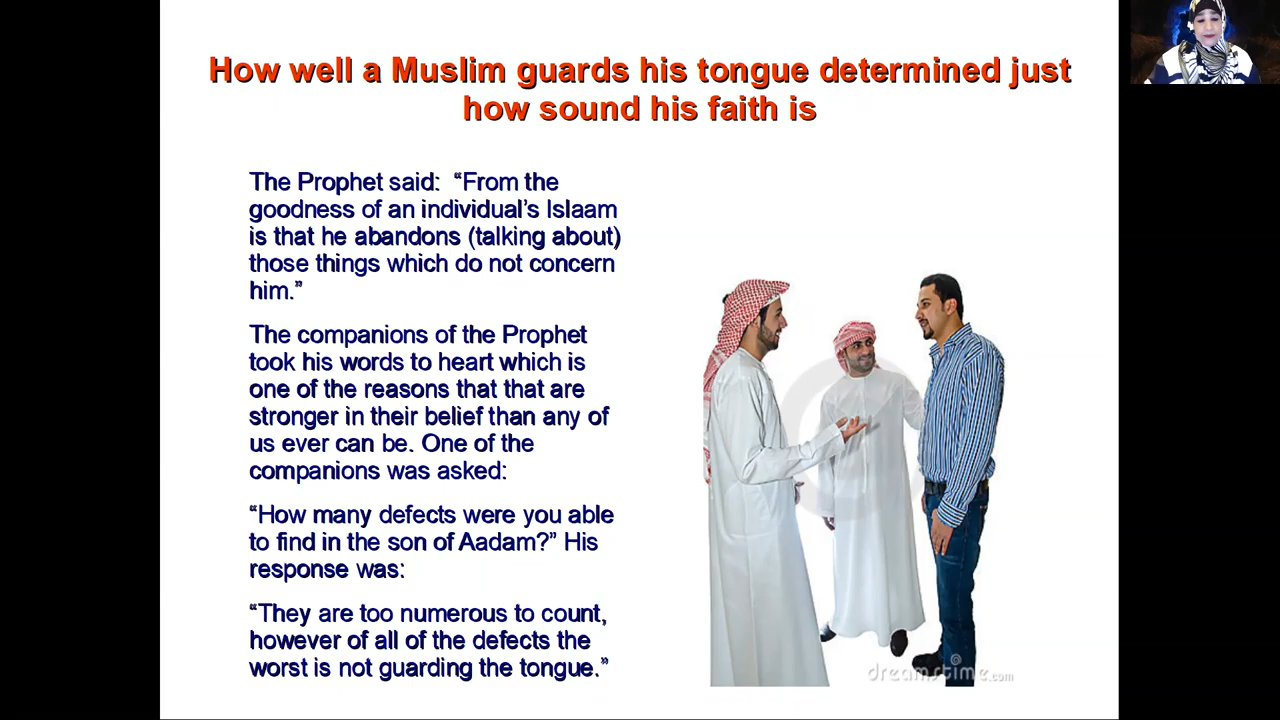 How well a Muslim guards his tongue determined just
how sound his faith is
The Prophet said:  “From the
goodness of an individual’s Islaam
is that he abandons (talking about)
those things which do not concern
him.”
The companions of the Prophet
took his words to heart which is
one of the reasons that that are
stronger in their belief than any of
us ever can be. One of the
companions was asked:
“How many defects were you able
to find in the son of Aadam?” His
response was:
“They are too numerous to count,
however of all of the defects the
worst is not guarding the tongue.”
dreamstime.com